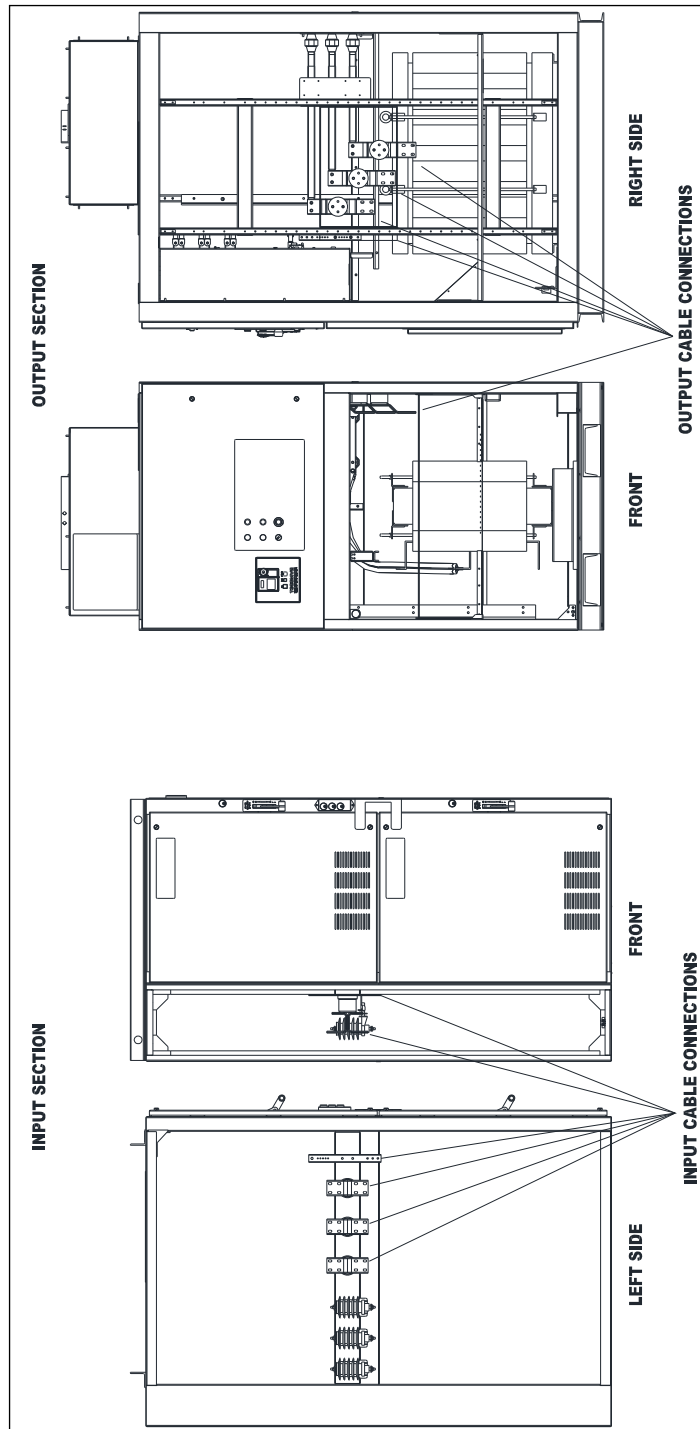 INPUT SECTION
OUTPUT SECTION
LEFT SIDE
FRONT
FRONT
RIGHT SIDE
INPUT CABLE CONNECTIONS
OUTPUT CABLE CONNECTIONS